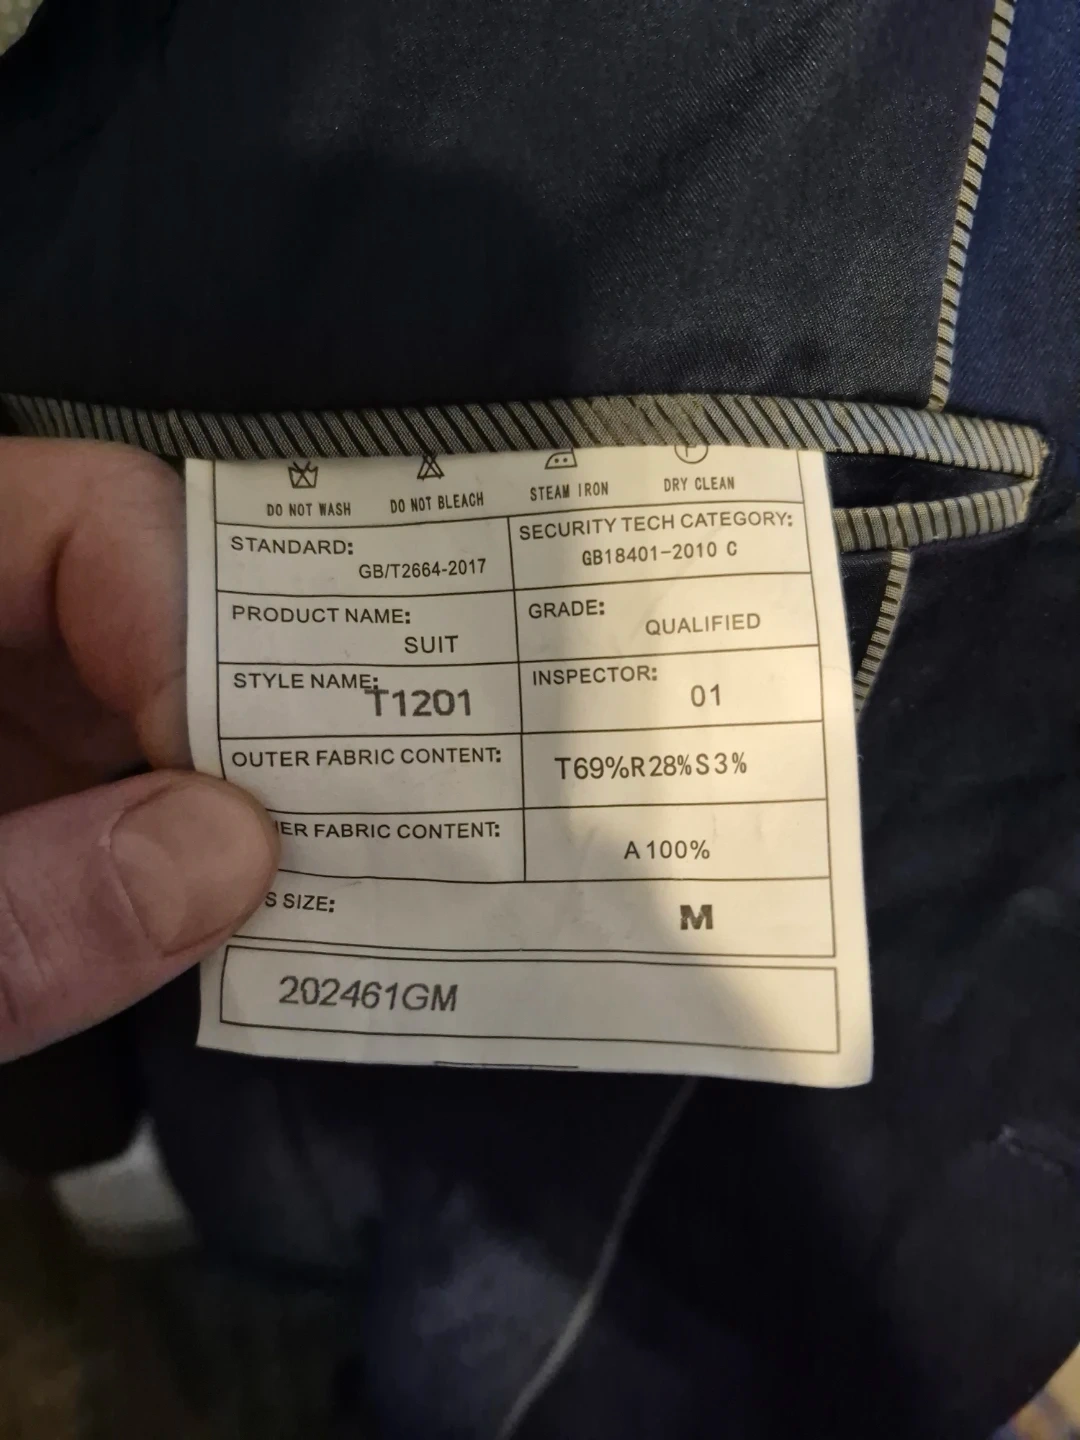 DO NOT WASH DO NOT BLEACH STEAM IRON DRY CLEAN
P
STANDARD:
GB/T2664-2017
SECURITY TECH CATEGORY:
GB18401-2010 C
PRODUCT NAME:
SUIT
GRADE:
QUALIFIED
STYLE NAME:
T1201
INSPECTOR:
01
OUTER FABRIC CONTENT:
T69%R28%S3%
FABRIC CONTENT:
A100%
SIZE:
M
202461GM